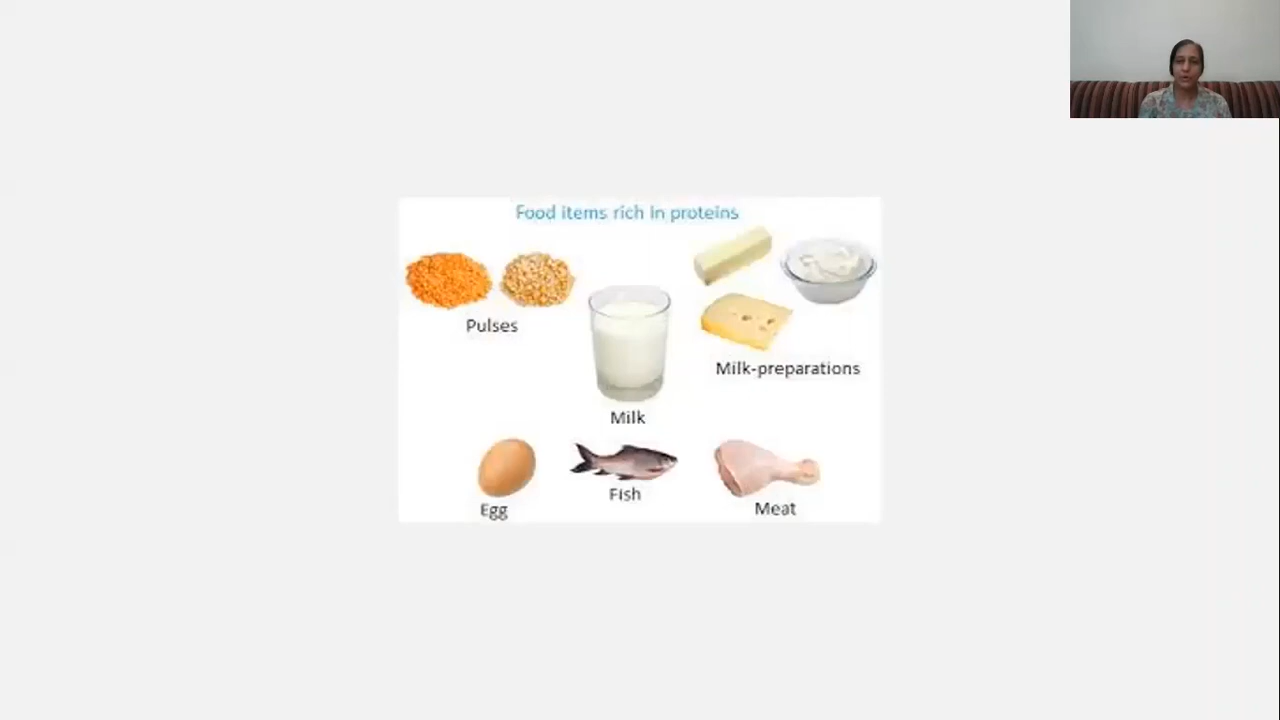 Food items rich in proteins
Pulses
Milk-preparations
Milk
Egg
Fish
Meat